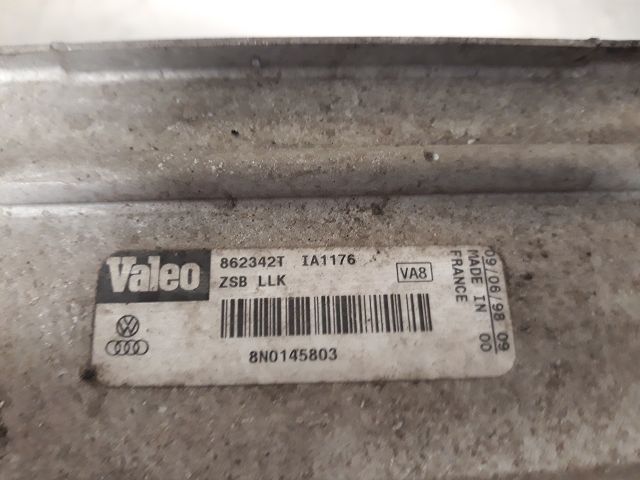 Valeo
862342T IA1176
ZSB LLK
VA8
8N0145803
09/06/98 09
MADE IN 00
FRANCE